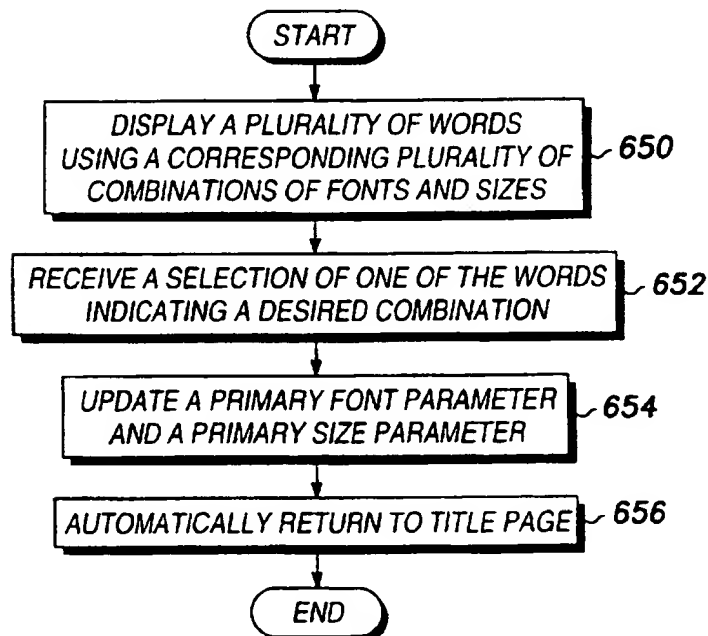 START
DISPLAY A PLURALITY OF WORDS
USING A CORRESPONDING PLURALITY OF
COMBINATIONS OF FONTS AND SIZES
650
RECEIVE A SELECTION OF ONE OF THE WORDS
INDICATING A DESIRED COMBINATION
652
UPDATE A PRIMARY FONT PARAMETER
AND A PRIMARY SIZE PARAMETER
654
AUTOMATICALLY RETURN TO TITLE PAGE
656
END